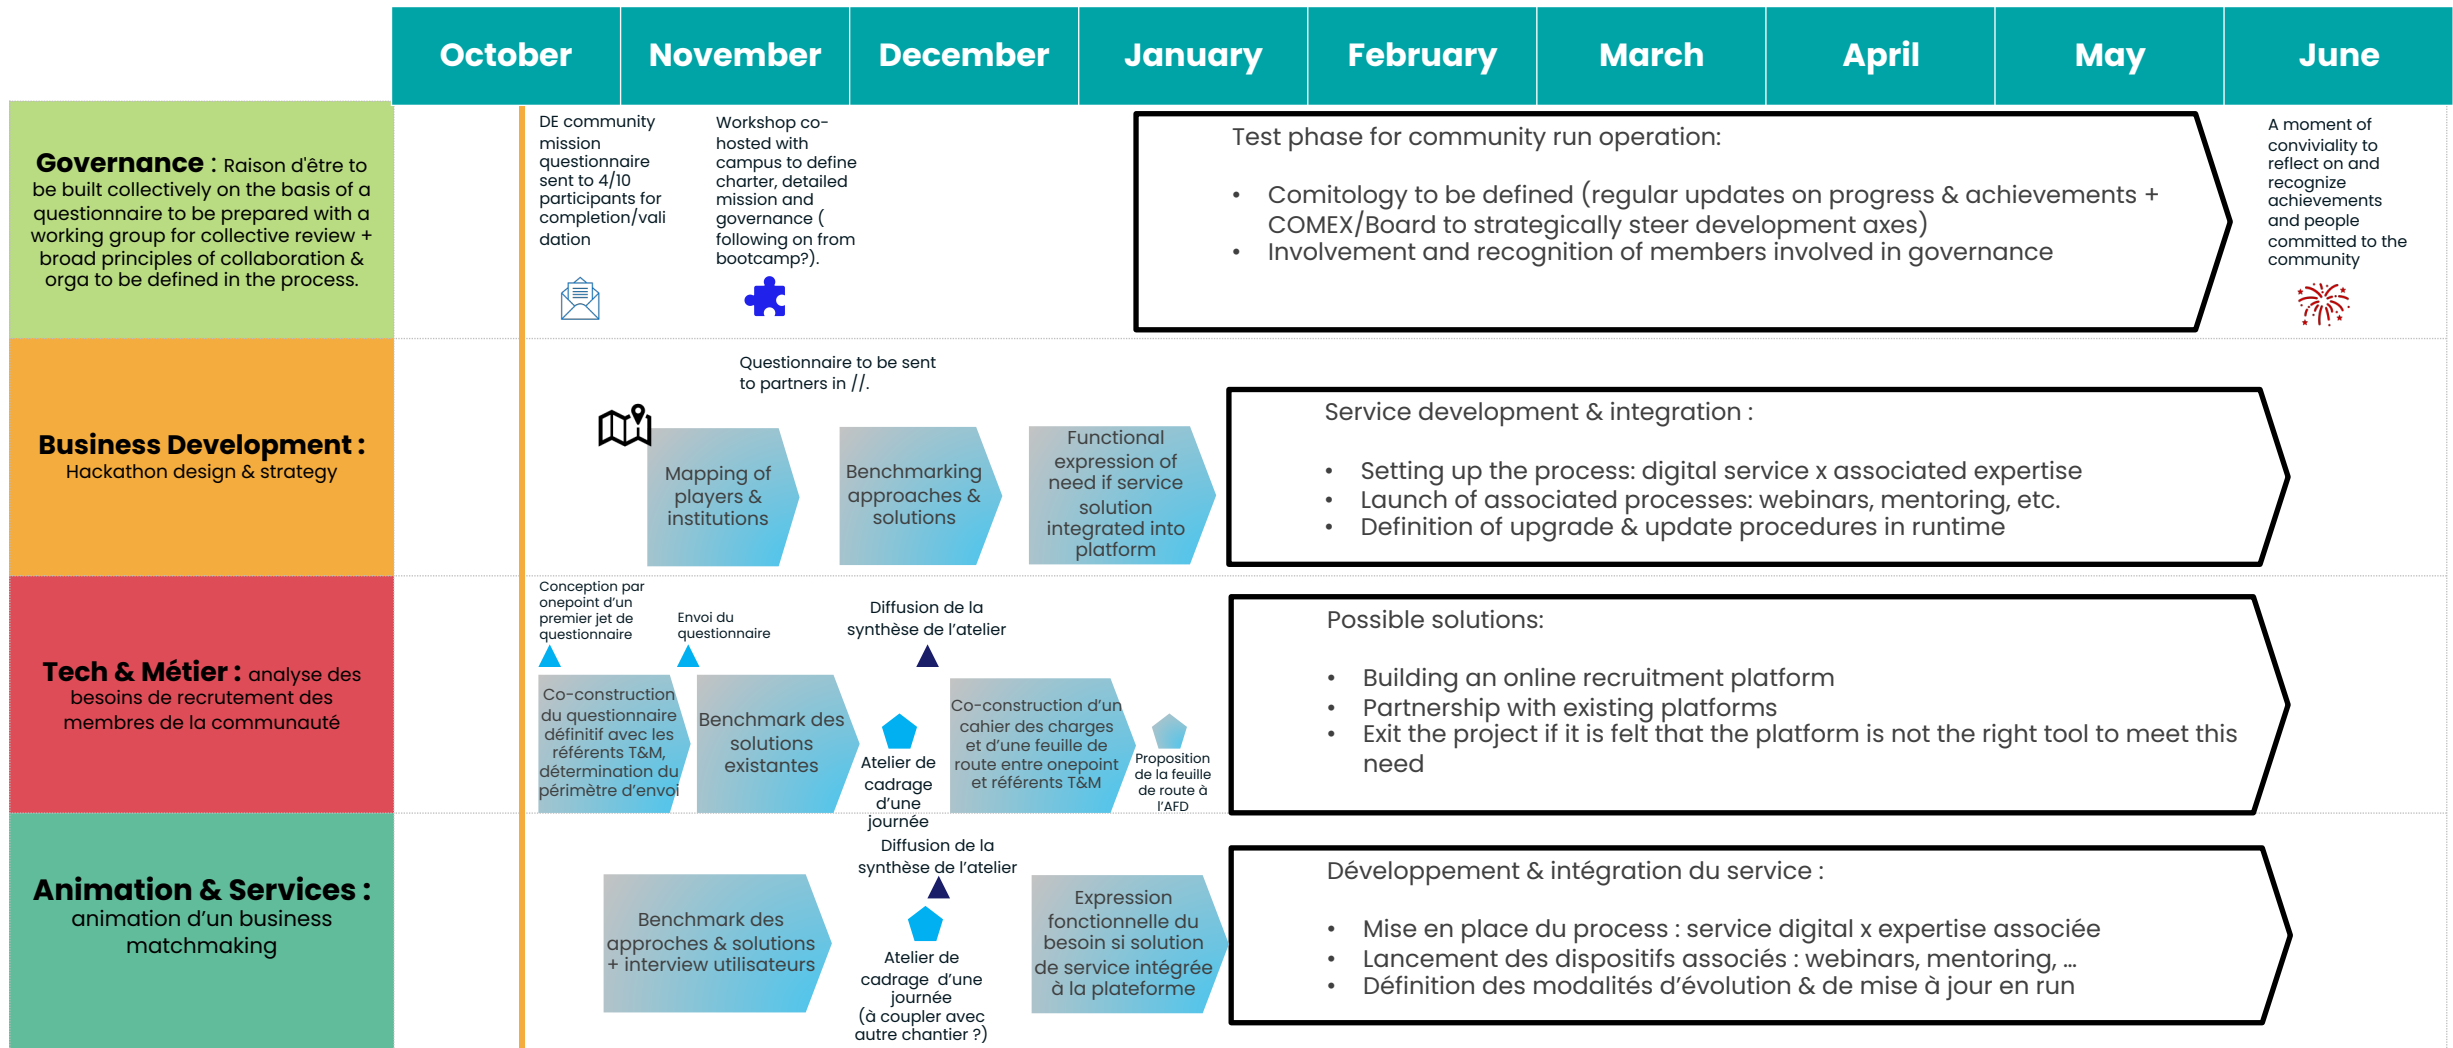 October
November
December
January
February
March
April
May
June
Governance : Raison d'être to
be built collectively on the basis of a
questionnaire to be prepared with a
working group for collective review +
broad principles of collaboration &
orga to be defined in the process.
DE community
mission
questionnaire
sent to 4/10
participants for
completion/vali
dation
Workshop co-
hosted with
campus to define
charter, detailed
mission and
governance (
following on from
bootcamp?).
Test phase for community run operation:
• Comitology to be defined (regular updates on progress & achievements +
COMEX/Board to strategically steer development axes)
• Involvement and recognition of members involved in governance
A moment of
conviviality to
reflect on and
recognize
achievements
and people
committed to the
community
Business Development :
Hackathon design & strategy
Questionnaire to be sent
to partners in //.
Mapping of
players &
institutions
Benchmarking
approaches &
solutions
Functional
expression of
need if service
solution
integrated into
platform
Service development & integration :
• Setting up the process: digital service x associated expertise
• Launch of associated processes: webinars, mentoring, etc.
• Definition of upgrade & update procedures in runtime
Tech & Métier : analyse des
besoins de recrutement des
membres de la communauté
Conception par
onepoint d'un
premier jet de
questionnaire
Envoi du
questionnaire
Diffusion de la
synthèse de l'atelier
Co-construction
du questionnaire
définitif avec les
référents T&M,
détermination du
périmètre d'envoi
Benchmark des
solutions
existantes
Atelier de
cadrage
d'une
journée
Co-construction d'un
cahier des charges
et d'une feuille de
route entre onepoint
et référents T&M
Proposition
de la feuille
de route à
l'AFD
Possible solutions:
• Building an online recruitment platform
• Partnership with existing platforms
• Exit the project if it is felt that the platform is not the right tool to meet this
need
Animation & Services :
animation d'un business
matchmaking
Benchmark des
approches & solutions
+ interview utilisateurs
Diffusion de la
synthèse de l'atelier
Atelier de
cadrage d'une
journée
(à coupler avec
autre chantier ?)
Expression
fonctionnelle du
besoin si solution
de service intégrée
à la plateforme
Développement & intégration du service :
• Mise en place du process : service digital x expertise associée
• Lancement des dispositifs associés : webinars, mentoring, …
• Définition des modalités d'évolution & de mise à jour en run